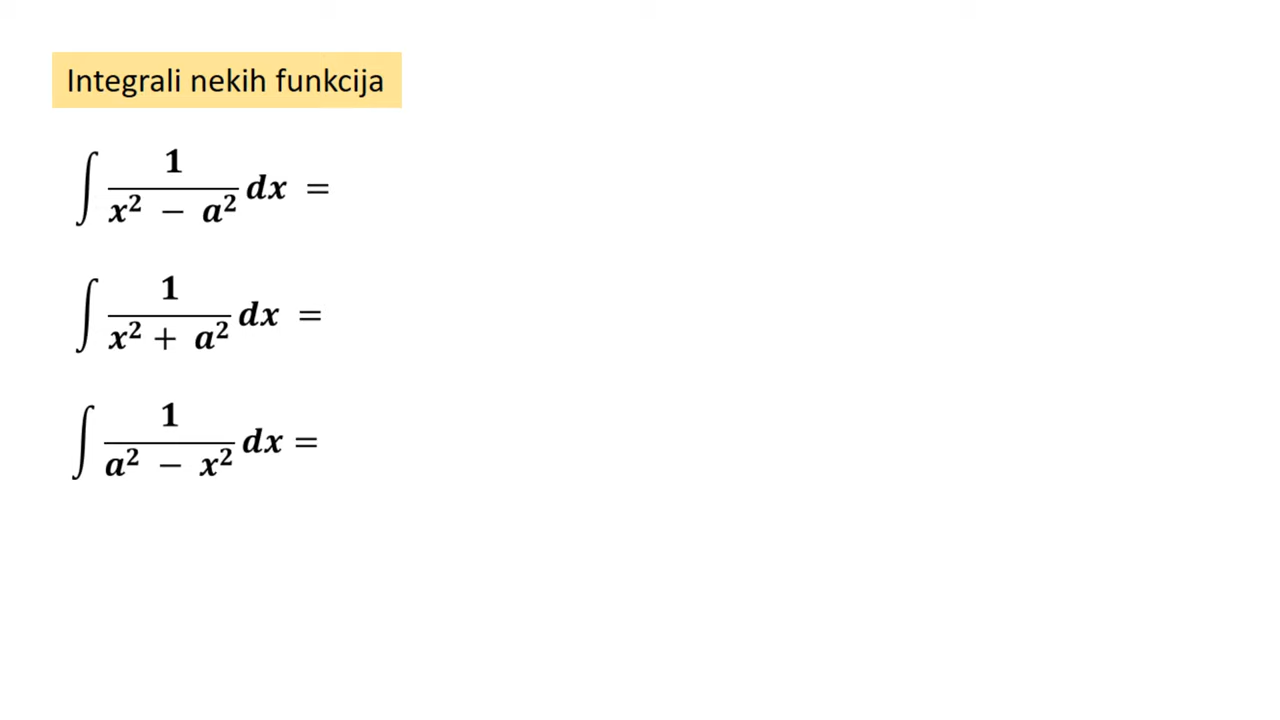 Integrali nekih funkcija
∫ 1/(x² − a²) dx =
∫ 1/(x² + a²) dx =
∫ 1/(a² − x²) dx =